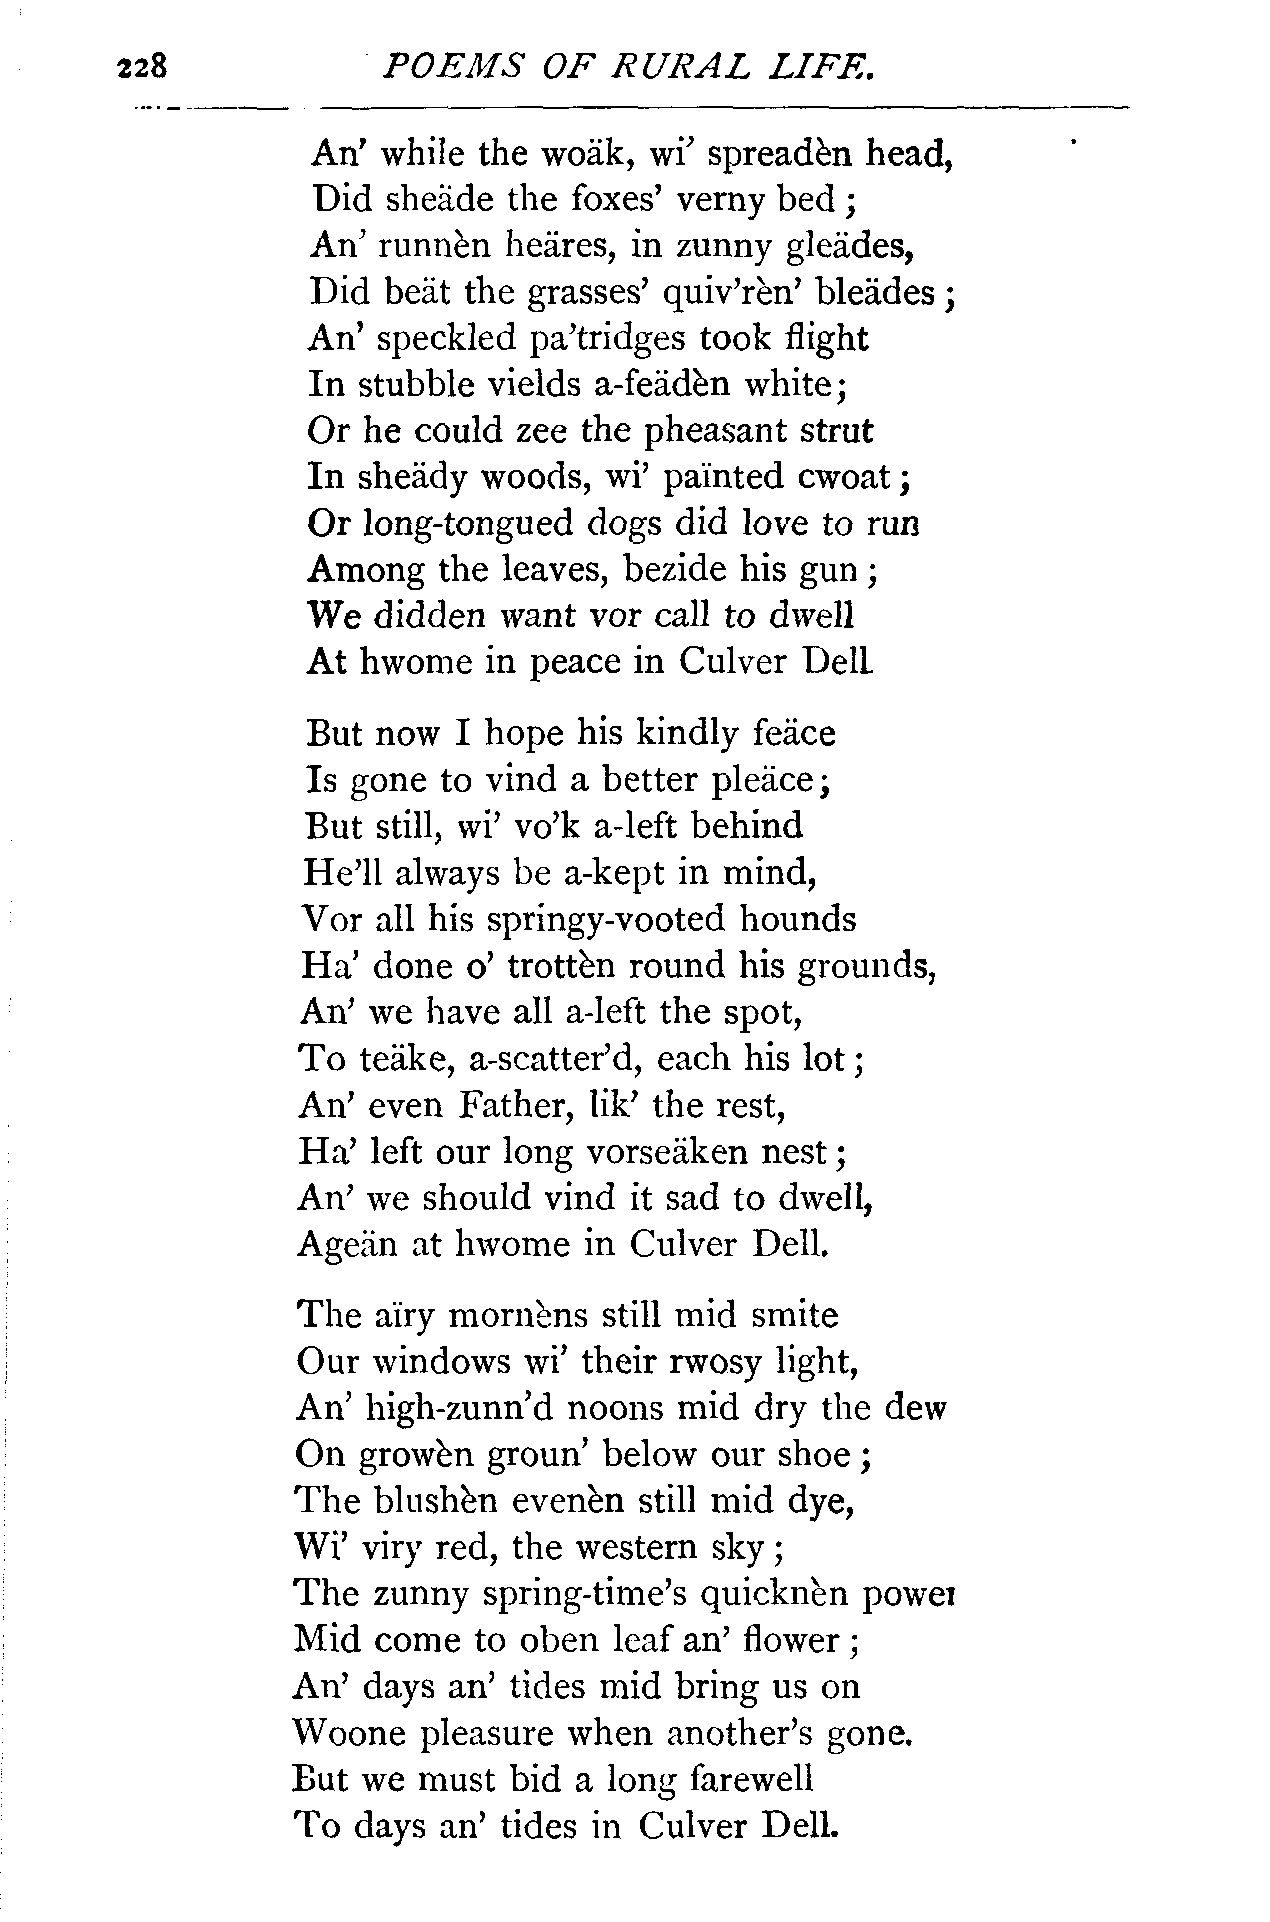 228 POEMS OF RURAL LIFE.
An' while the woäk, wi' spreadèn head,
Did sheäde the foxes' verny bed ;
An' runnèn heäres, in zunny gleädes,
Did beät the grasses' quiv'rèn' bleädes ;
An' speckled pa'tridges took flight
In stubble vields a-feädèn white;
Or he could zee the pheasant strut
In sheädy woods, wi' païnted cwoat ;
Or long-tongued dogs did love to run
Among the leaves, bezide his gun ;
We didden want vor call to dwell
At hwome in peace in Culver Dell.
But now I hope his kindly feäce
Is gone to vind a better pleäce;
But still, wi' vo'k a-left behind
He'll always be a-kept in mind,
Vor all his springy-vooted hounds
Ha' done o' trottèn round his grounds,
An' we have all a-left the spot,
To teäke, a-scatter'd, each his lot ;
An' even Father, lik' the rest,
Ha' left our long vorseäken nest ;
An' we should vind it sad to dwell,
Ageän at hwome in Culver Dell.
The aïry mornèns still mid smite
Our windows wi' their rwosy light,
An' high-zunn'd noons mid dry the dew
On growèn groun' below our shoe ;
The blushèn evenèn still mid dye,
Wi' viry red, the western sky ;
The zunny spring-time's quicknèn power
Mid come to oben leaf an' flower ;
An' days an' tides mid bring us on
Woone pleasure when another's gone.
But we must bid a long farewell
To days an' tides in Culver Dell.